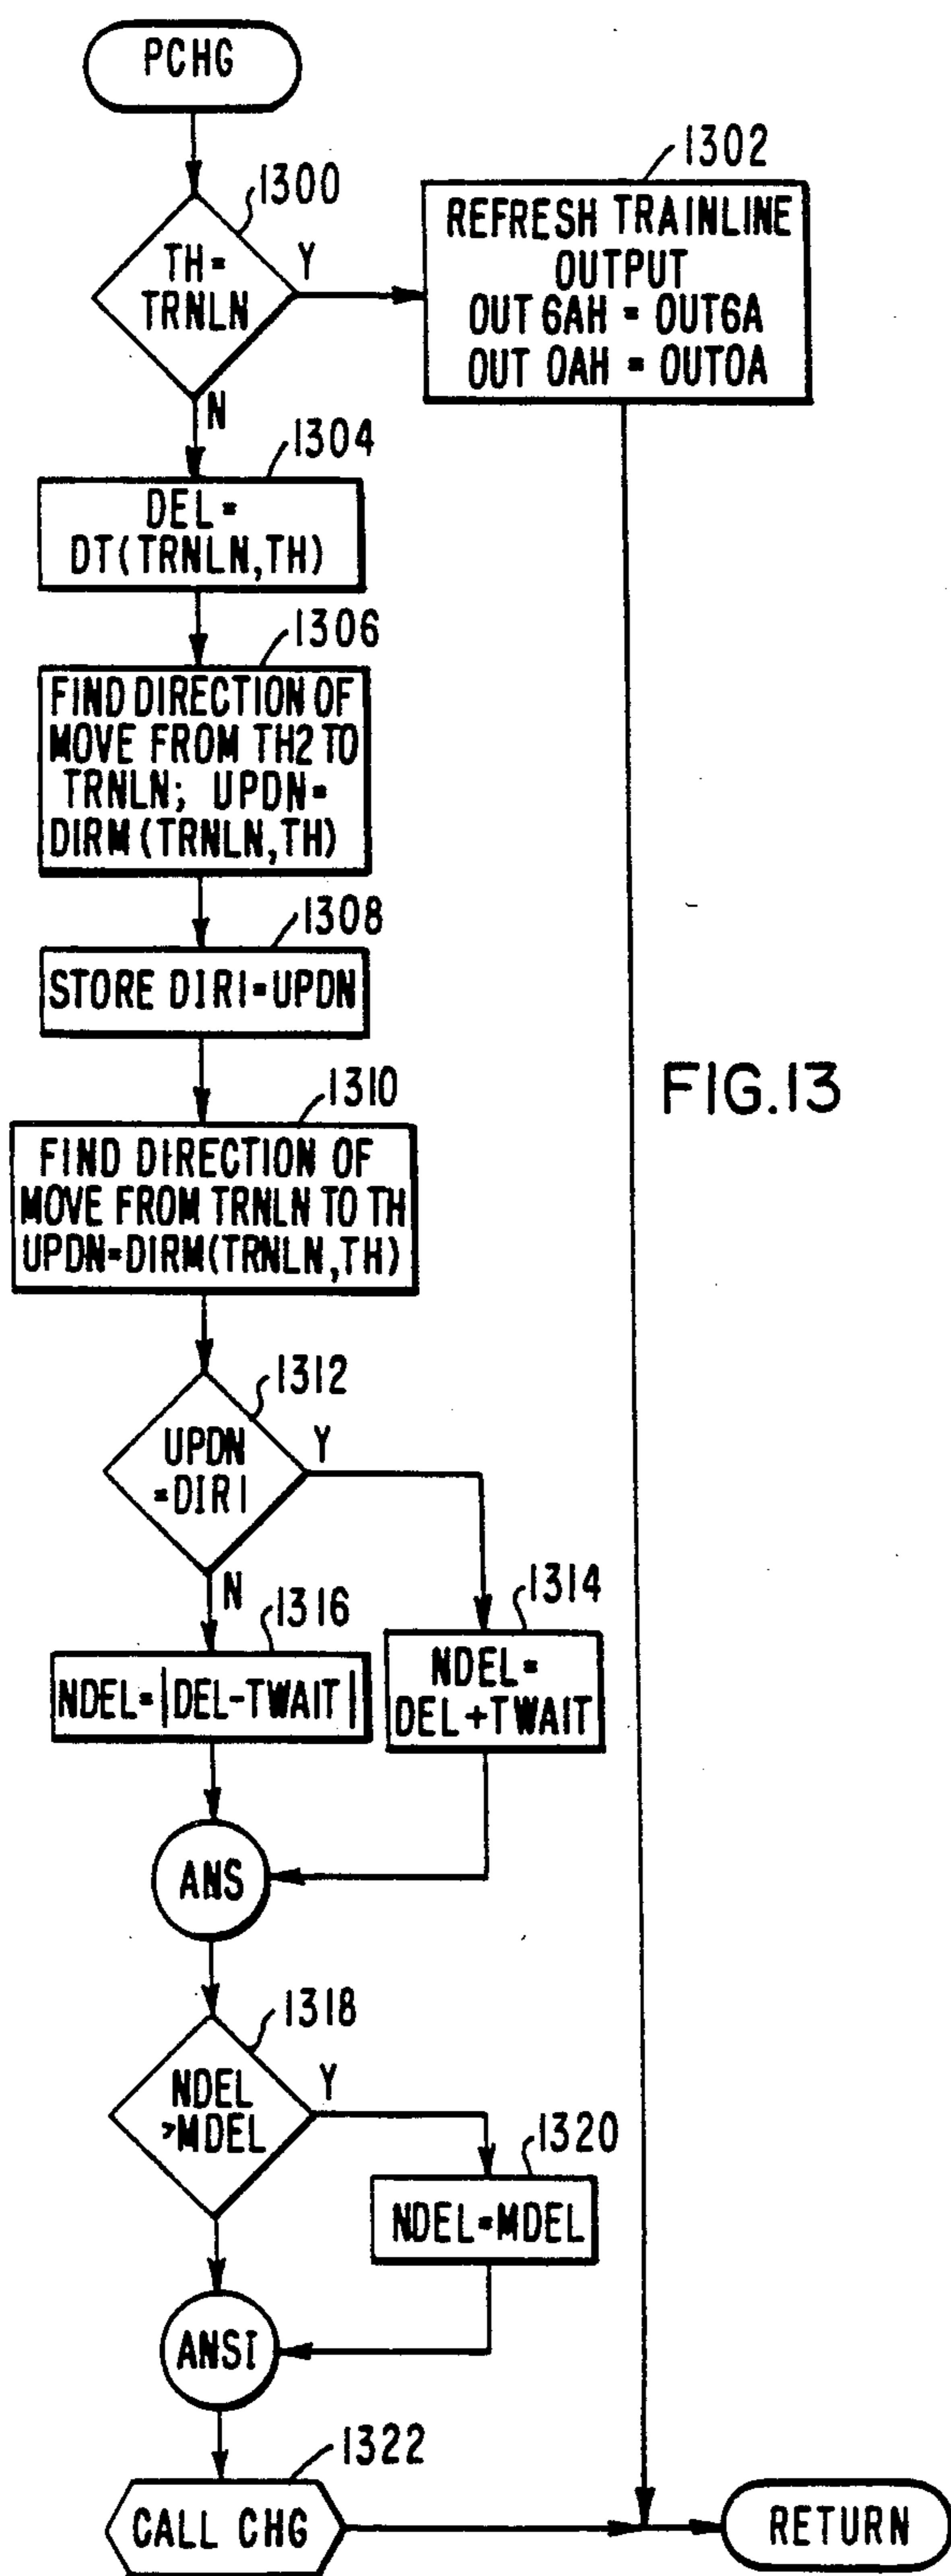 PCHG
1300
TH=
TRNLN
Y
N
1302
REFRESH TRAINLINE
OUTPUT
OUT 6AH = OUT6A
OUT 0AH = OUT0A
1304
DEL=
DT(TRNLN,TH)
1306
FIND DIRECTION OF
MOVE FROM TH2 TO
TRNLN; UPDN=
DIRM(TRNLN,TH)
1308
STORE DIR1=UPDN
FIG.13
1310
FIND DIRECTION OF
MOVE FROM TRNLN TO TH
UPDN=DIRM(TRNLN,TH)
1312
UPDN
=DIR1
Y
N
1314
NDEL=
DEL+TWAIT
1316
NDEL=|DEL-TWAIT|
ANS
1318
NDEL
>MDEL
Y
1320
NDEL=MDEL
ANS1
1322
CALL CHG
RETURN